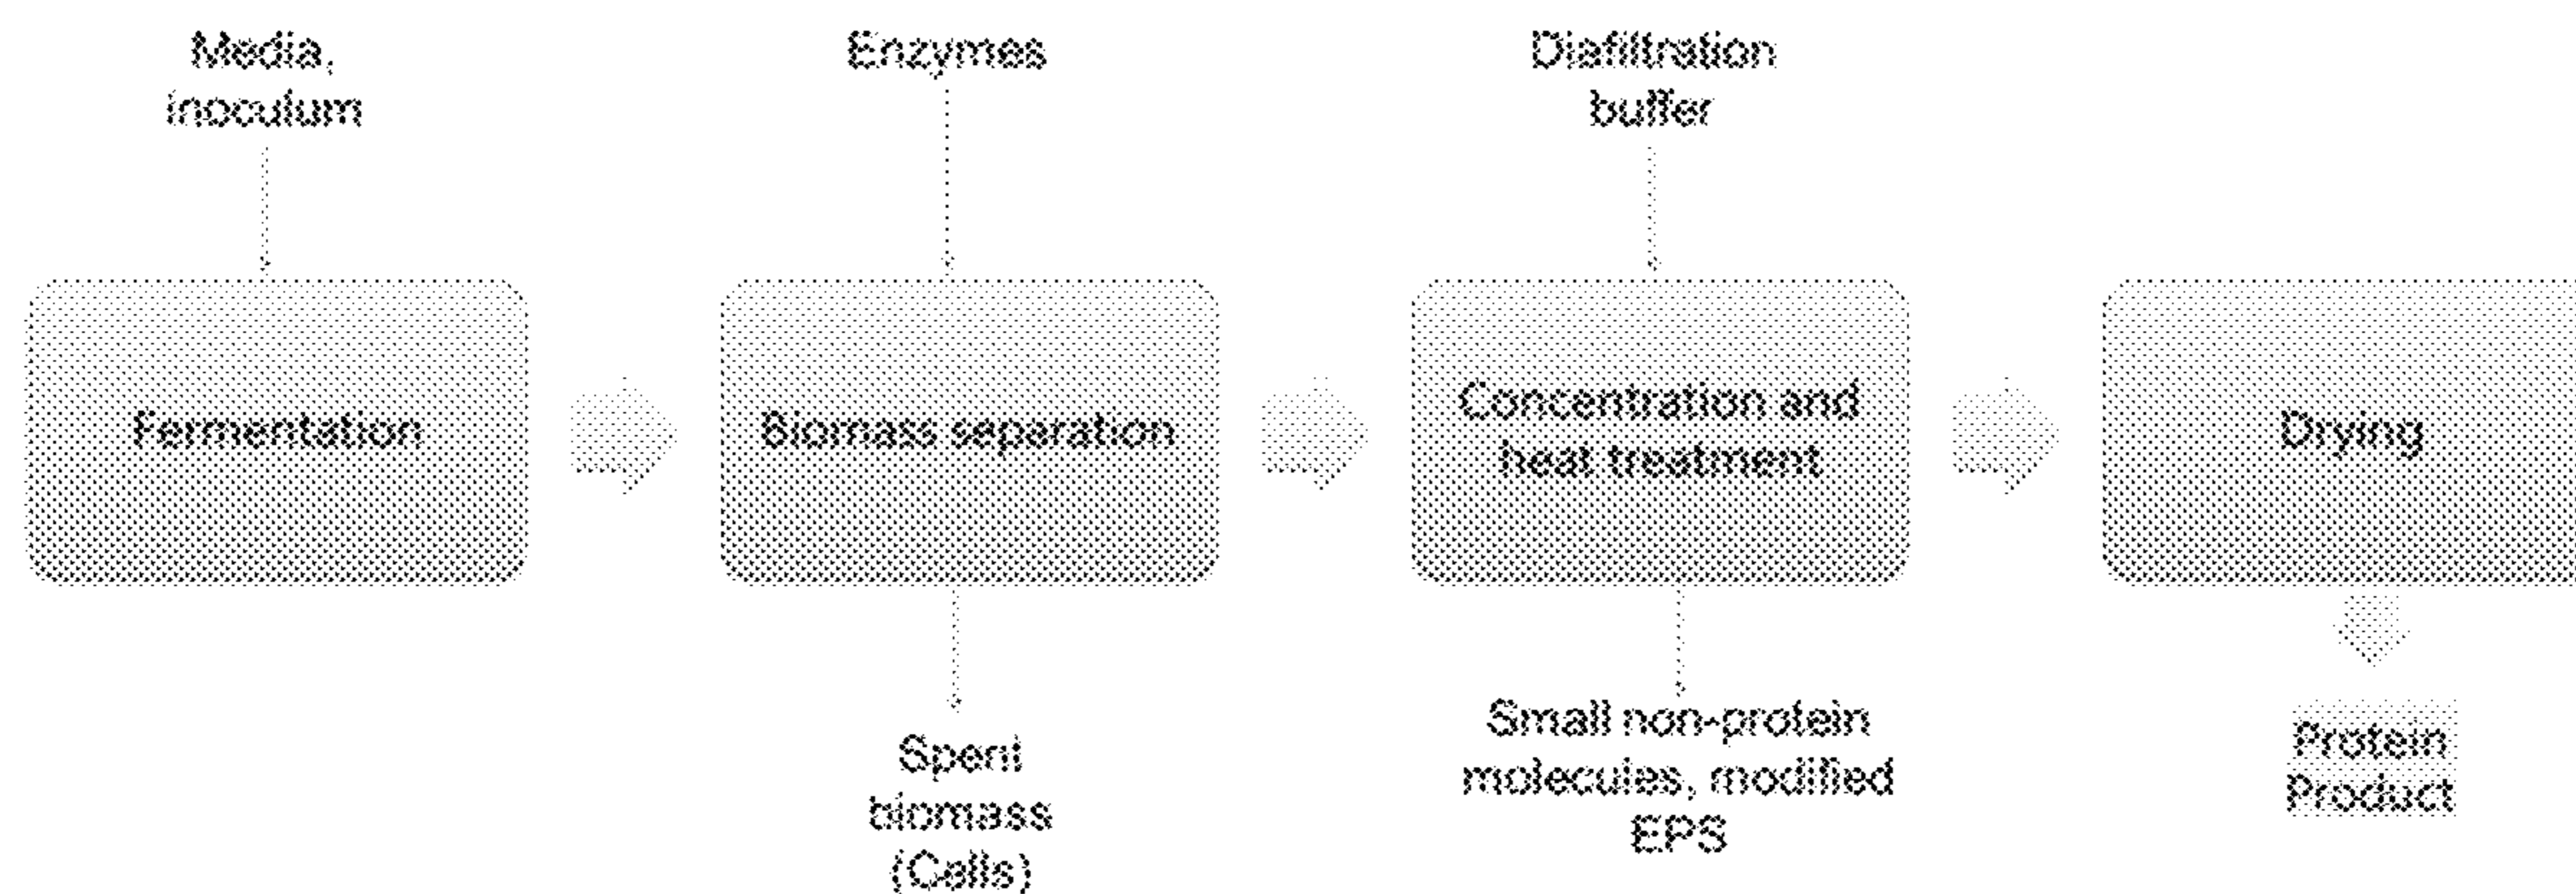 Media,
inoculum
Enzymes
Diafiltration
buffer
Fermentation
Biomass separation
Concentration and
heat treatment
Drying
Spent
biomass
(Cells)
Small non-protein
molecules, modified
EPS
Protein
Product